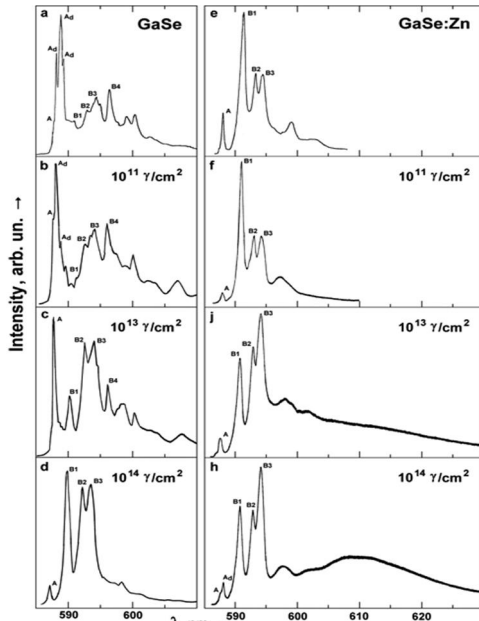 a GaSe
Ad
Ad
Ad
A
B1
B2
B3
B4
b 10¹¹ γ/cm²
Ad
A
Ad
B1
B2
B3
B4
c 10¹³ γ/cm²
A
B1
B2
B3
B4
d 10¹⁴ γ/cm²
A
B1
B2
B3
590 600
e GaSe:Zn
A
B1
B2
B3
f 10¹¹ γ/cm²
A
B1
B2
B3
j 10¹³ γ/cm²
A
B1
B2
B3
h 10¹⁴ γ/cm²
A
Ad
B1
B2
B3
590 600 610 620
Intensity, arb. un. →